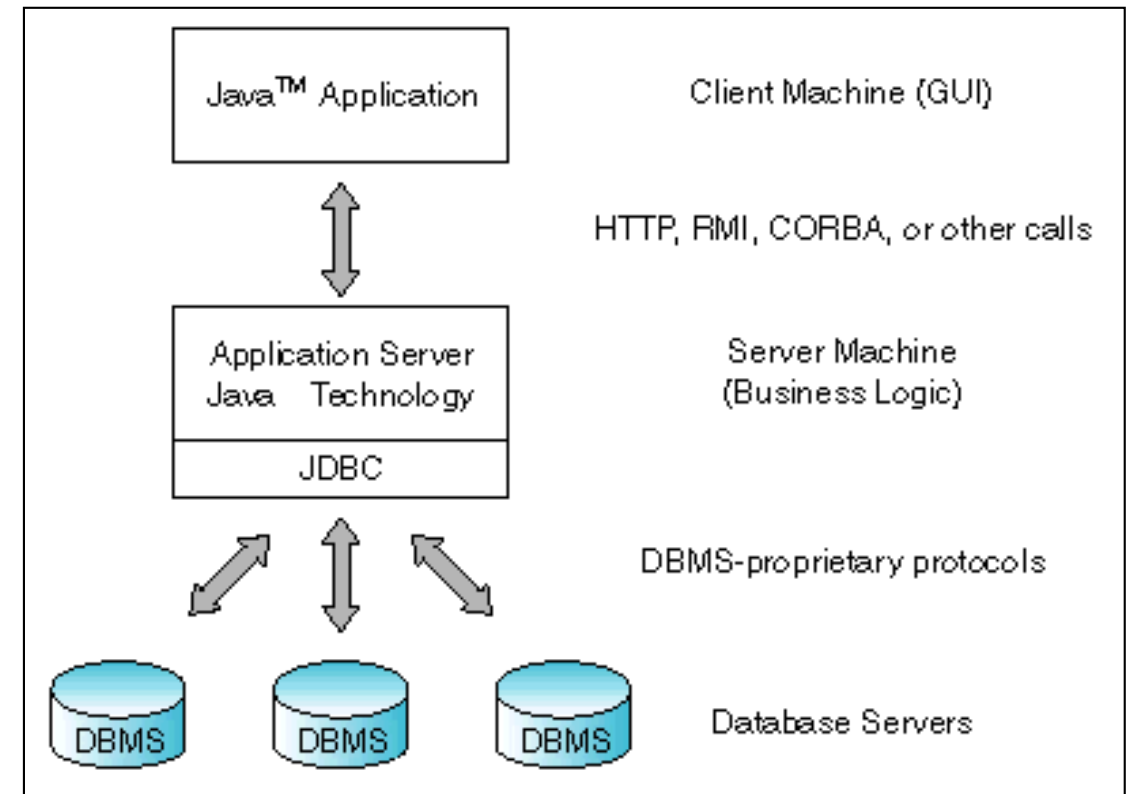 Java™ Application
Client Machine (GUI)
HTTP, RMI, CORBA, or other calls
Application Server
Java Technology
Server Machine
(Business Logic)
JDBC
DBMS-proprietary protocols
DBMS
DBMS
DBMS
Database Servers